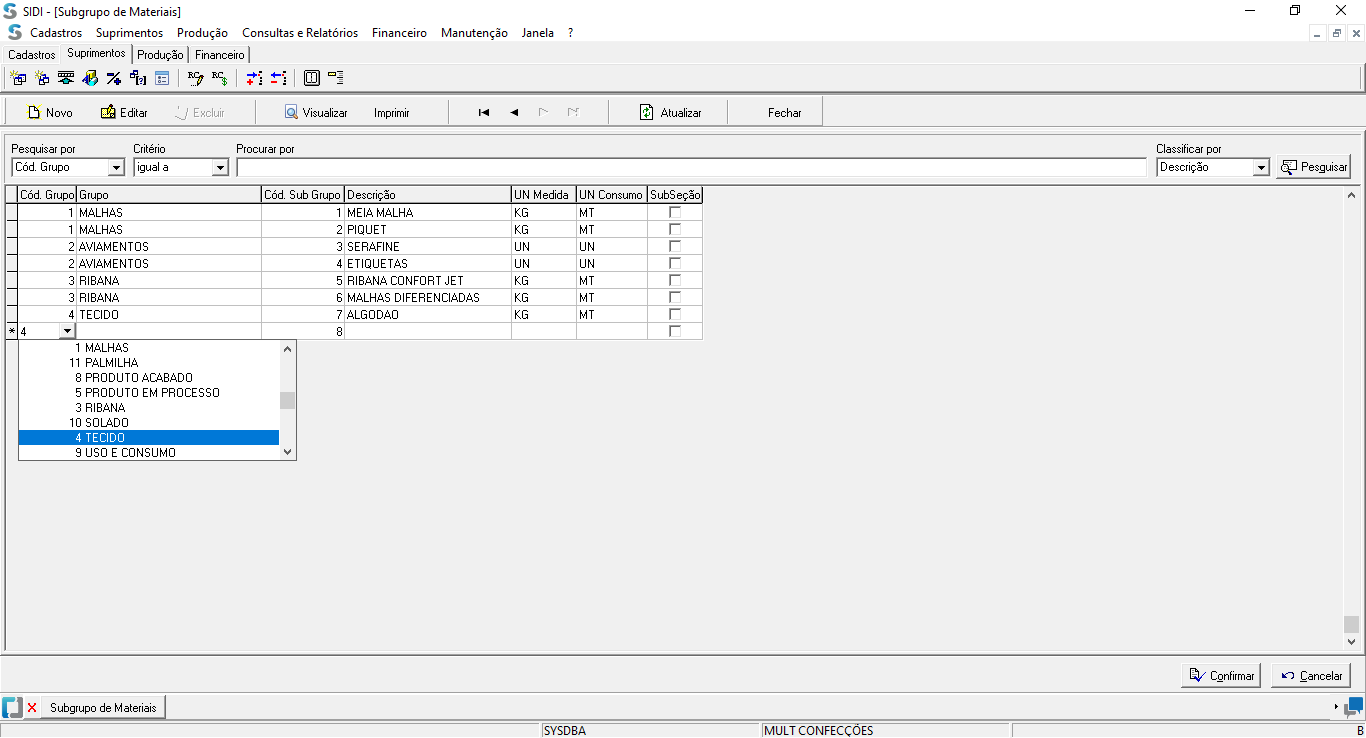 SIDI - [Subgrupo de Materiais]
Cadastros Suprimentos Produção Consultas e Relatórios Financeiro Manutenção Janela ?
Cadastros Suprimentos Produção Financeiro
Novo Editar Excluir Visualizar Imprimir Atualizar Fechar
Pesquisar por Critério Procurar por Classificar por
Cód. Grupo igual a Descrição Pesquisar
Cód. Grupo Grupo Cód. Sub Grupo Descrição UN Medida UN Consumo SubSeção
1 MALHAS 1 MEIA MALHA KG MT
1 MALHAS 2 PIQUET KG MT
2 AVIAMENTOS 3 SERAFINE UN UN
2 AVIAMENTOS 4 ETIQUETAS UN UN
3 RIBANA 5 RIBANA CONFORT JET KG MT
3 RIBANA 6 MALHAS DIFERENCIADAS KG MT
4 TECIDO 7 ALGODAO KG MT
* 4 8
1 MALHAS
11 PALMILHA
8 PRODUTO ACABADO
5 PRODUTO EM PROCESSO
3 RIBANA
10 SOLADO
4 TECIDO
9 USO E CONSUMO
Confirmar Cancelar
Subgrupo de Materiais
SYSDBA MULT CONFECÇÕES B